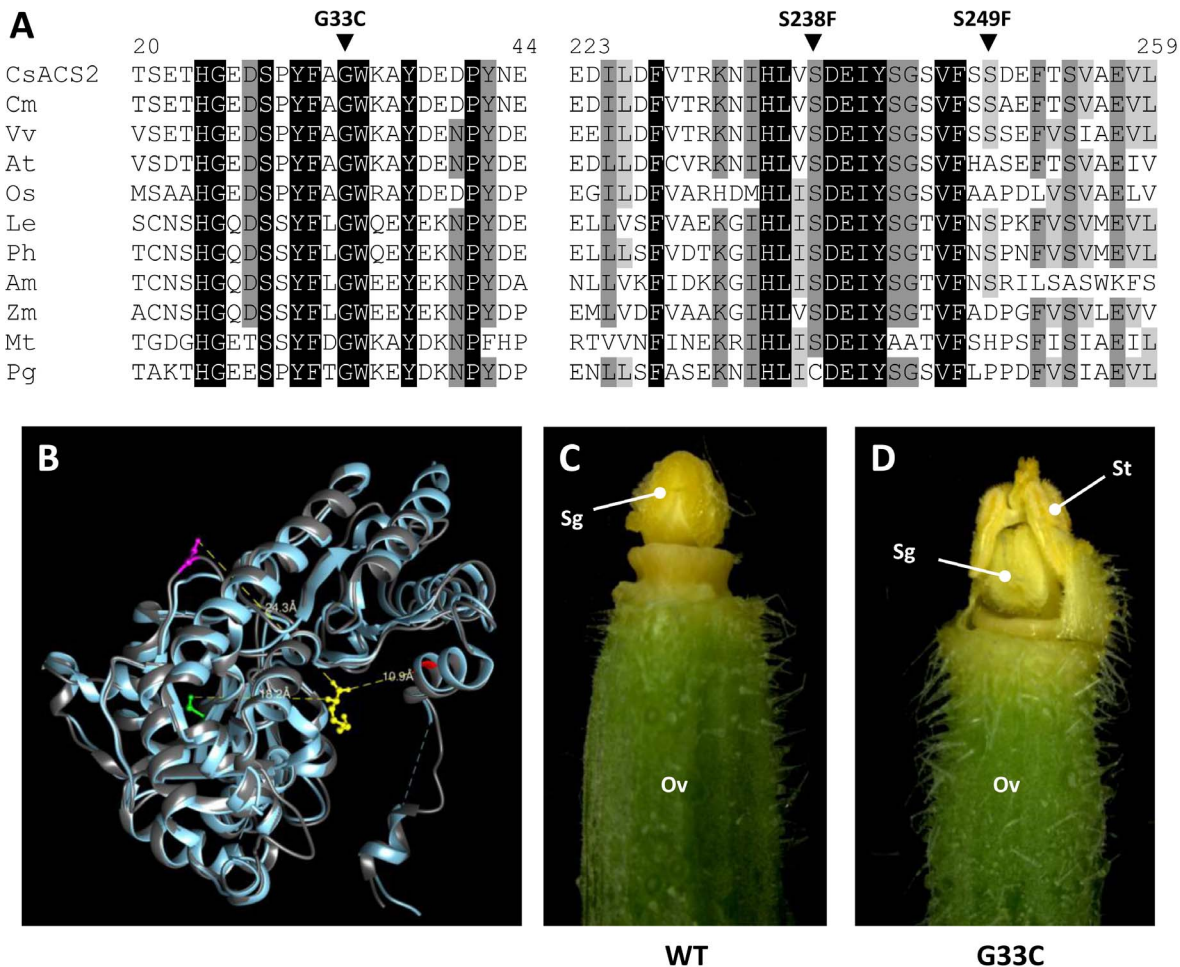 A
G33C S238F S249F
20 44 223 259
CsACS2 TSETHGEDSPYFAGWKAYDEDPYNE EDILDFVTRKNIHLVSDEIYSGSVFSSDEFTSVAEVL
Cm TSETHGEDSPYFAGWKAYDEDPYNE EDILDFVTRKNIHLVSDEIYSGSVFSSAEFTSVAEVL
Vv VSETHGEDSPYFAGWKAYDENPYDE EEILDFVTRKNIHLVSDEIYSGSVFSSSEFVSIAEVL
At VSDTHGEDSPYFAGWKAYDENPYDE EDLLDFCVRKNIHLVSDEIYSGSVFHASEFTSVAEIV
Os MSAAHGEDSPYFAGWRAYDEDPYDP EGILDFVARHDMHLISDEIYSGSVFAAPDLVSVAELV
Le SCNSHGQDSSYFLGWQEYEKNPYDE ELLVSFVAEKGIHLVSDEIYSGTVFNSPKFVSVMEVL
Ph TCNSHGQDSSYFLGWQEYEKNPYDE ELLLSFVDTKGIHLVSDEIYSGTVFNSPNFVSVMEVL
Am TCNSHGQDSSYFLGWEEYEKNPYDA NLLVKFIDKKGIHLISDEIYSGTVFNSRILSASWKFS
Zm ACNSHGQDSSYFLGWEEYEKNPYDP EMLVDFVAAKGIHLVSDEIYSGTVFADPGFVSVLEVV
Mt TGDGHGETSSYFDGWKAYDKNPFHP RTVVNFINEKRIHLISDEIYAATVFSHPSFISIAEIL
Pg TAKTHGEESPYFTGWKEYDKNPYDP ENLLSFASEKNIHLICDEIYSGSVFLPPDFVSIAEVL
B
24.3Å
18.2Å
10.9Å
C
Sg
Ov
WT
D
St
Sg
Ov
G33C